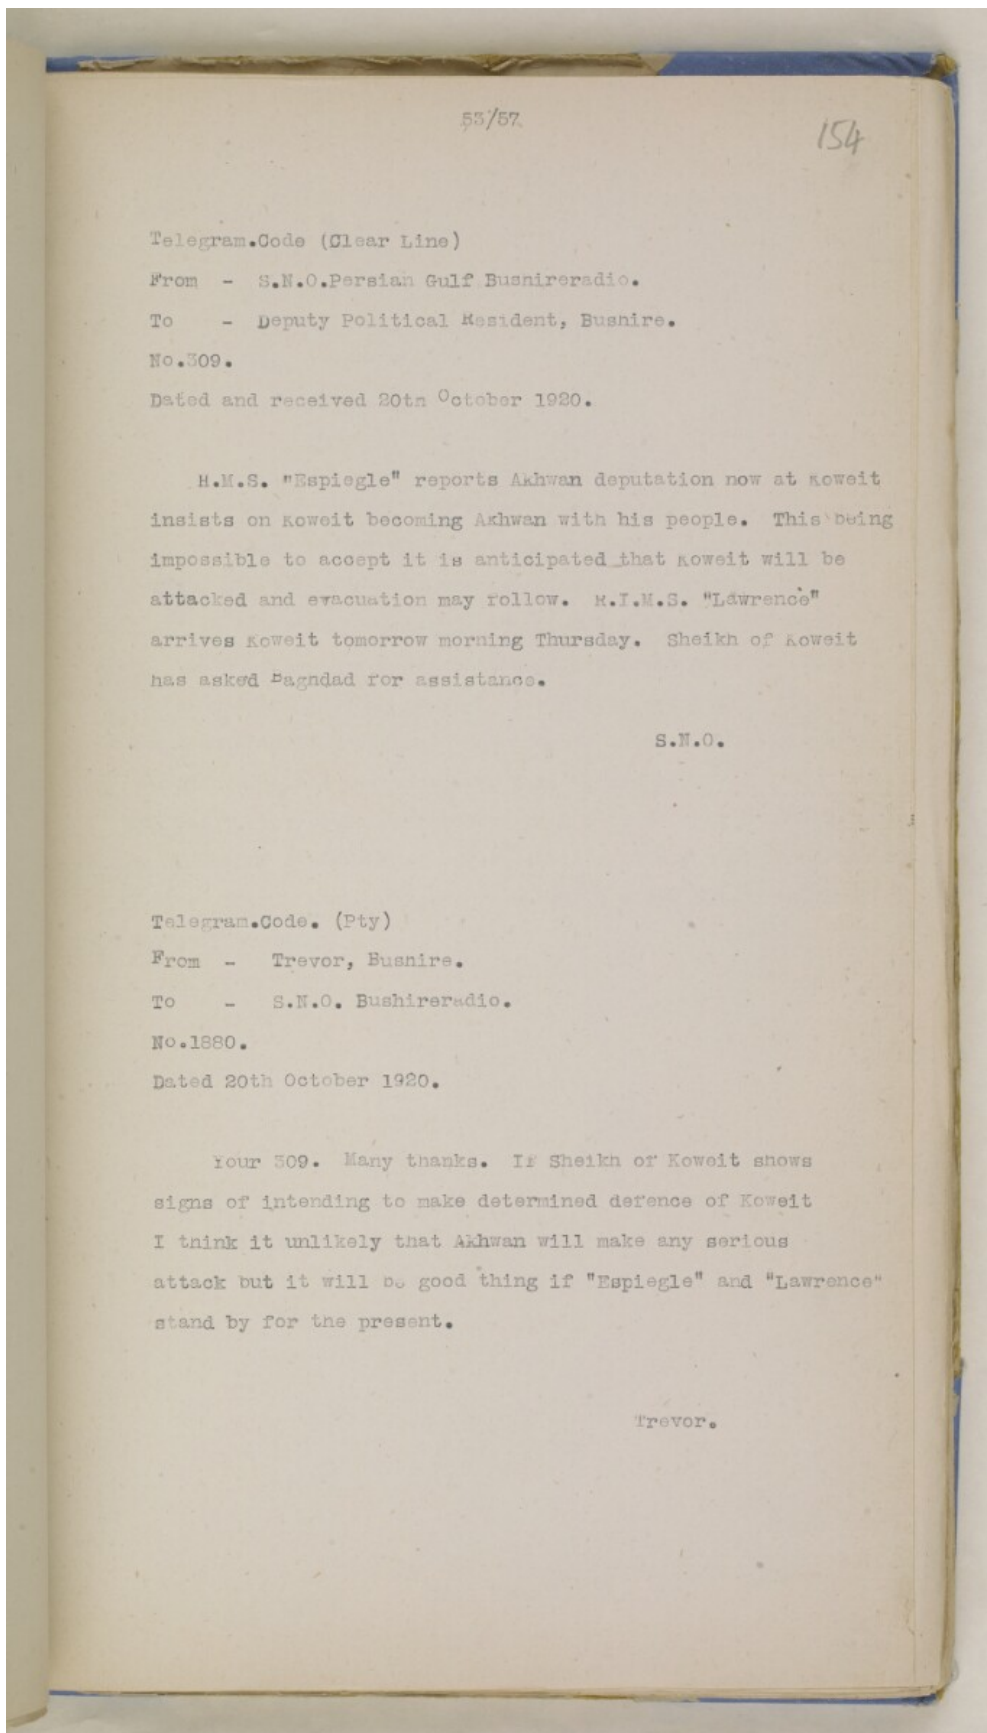 53/57
154
Telegram.Code (Clear Line)
From - S.N.O.Persian Gulf Bushireradio.
To - Deputy Political Resident, Bushire.
No.309.
Dated and received 20th October 1920.
H.M.S. "Espiegle" reports Akhwan deputation now at Koweit
insists on Koweit becoming Akhwan with his people. This being
impossible to accept it is anticipated that Koweit will be
attacked and evacuation may follow. R.I.M.S. "Lawrence"
arrives Koweit tomorrow morning Thursday. Sheikh of Koweit
has asked Baghdad for assistance.
S.N.O.
Telegram.Code. (Pty)
From - Trevor, Bushire.
To - S.N.O. Bushireradio.
No.1880.
Dated 20th October 1920.
Your 309. Many thanks. If Sheikh of Koweit shows
signs of intending to make determined defence of Koweit
I think it unlikely that Akhwan will make any serious
attack but it will be good thing if "Espiegle" and "Lawrence"
stand by for the present.
Trevor.